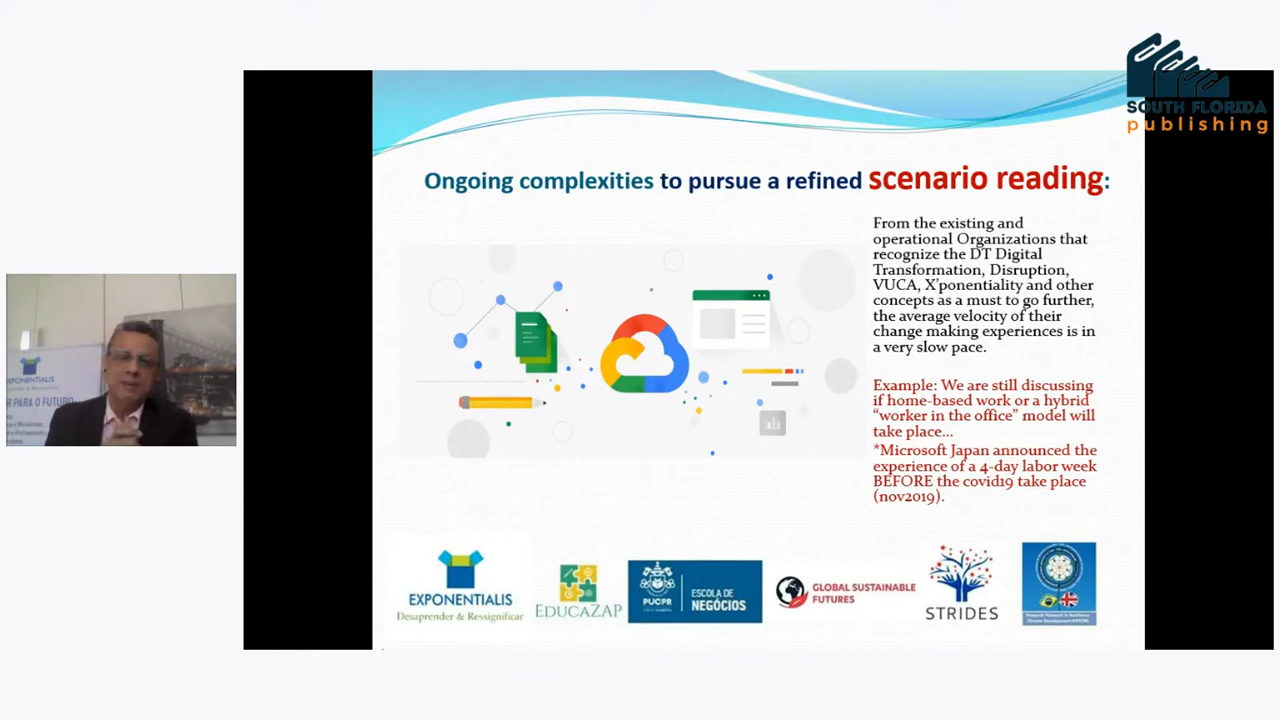 SOUTH FLORIDA
publishing
Ongoing complexities to pursue a refined scenario reading:
From the existing and
operational Organizations that
recognize the DT Digital
Transformation, Disruption,
VUCA, X'ponentiality and other
concepts as a must to go further,
the average velocity of their
change making experiences is in
a very slow pace.
Example: We are still discussing
if home-based work or a hybrid
“worker in the office” model will
take place...
*Microsoft Japan announced the
experience of a 4-day labor week
BEFORE the covid19 take place
(nov2019).
EXPONENTIALIS
R PARA O FUTURO
EXPONENTIALIS
Desaprender & Ressignificar
EDUCAZAP
PUCPR
ESCOLA DE
NEGÓCIOS
GLOBAL SUSTAINABLE
FUTURES
STRIDES